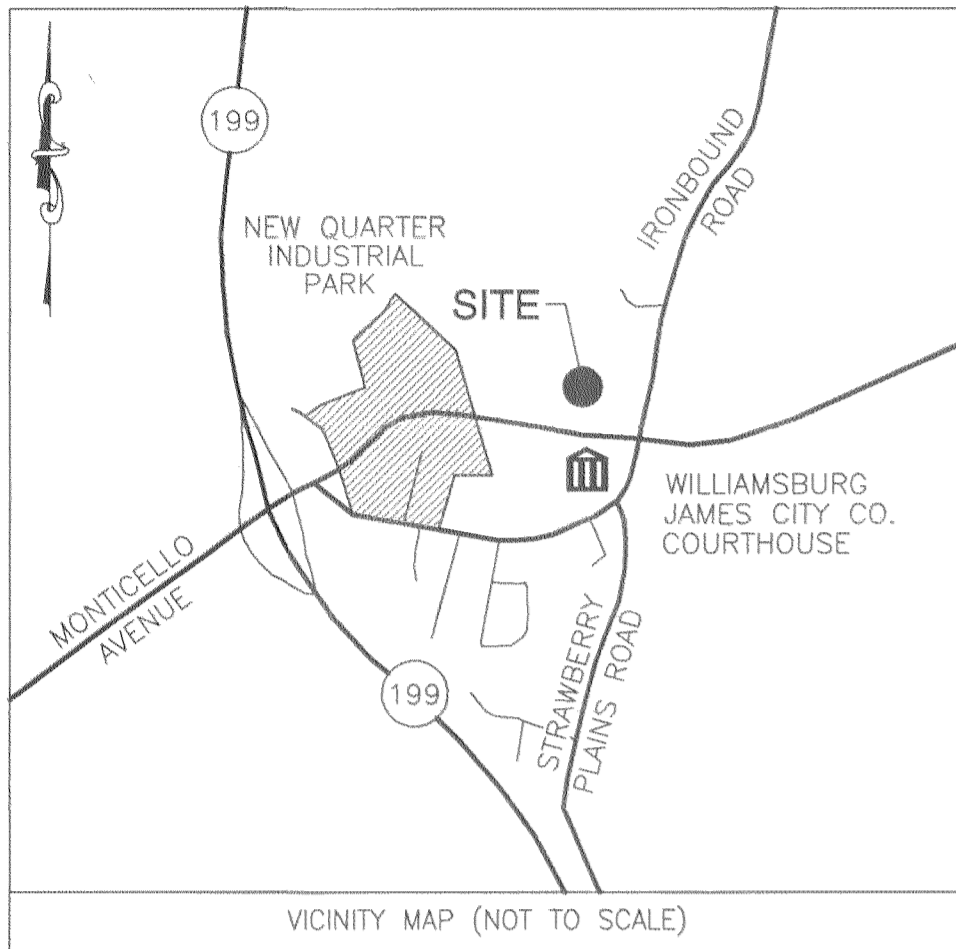 199
IRONBOUND
ROAD
NEW QUARTER
INDUSTRIAL
PARK
SITE
WILLIAMSBURG
JAMES CITY CO.
COURTHOUSE
MONTICELLO
AVENUE
STRAWBERRY
PLAINS ROAD
199
VICINITY MAP (NOT TO SCALE)